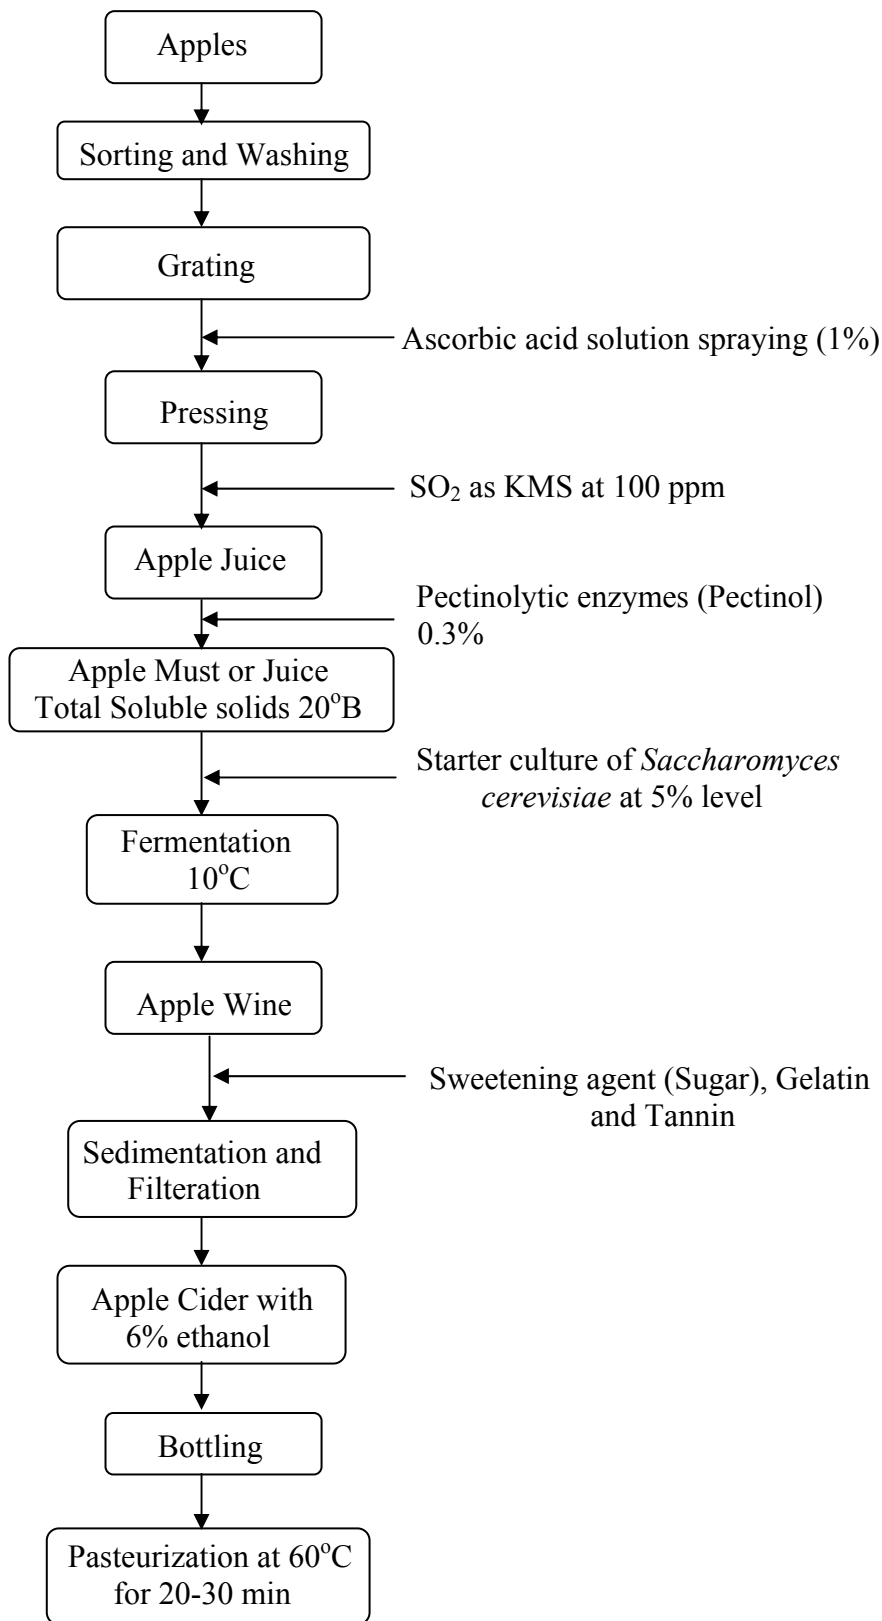 Apples
Sorting and Washing
Grating
Ascorbic acid solution spraying (1%)
Pressing
SO₂ as KMS at 100 ppm
Apple Juice
Pectinolytic enzymes (Pectinol)
0.3%
Apple Must or Juice
Total Soluble solids 20ᵒB
Starter culture of Saccharomyces
cerevisiae at 5% level
Fermentation
10ᵒC
Apple Wine
Sweetening agent (Sugar), Gelatin
and Tannin
Sedimentation and
Filteration
Apple Cider with
6% ethanol
Bottling
Pasteurization at 60ᵒC
for 20-30 min